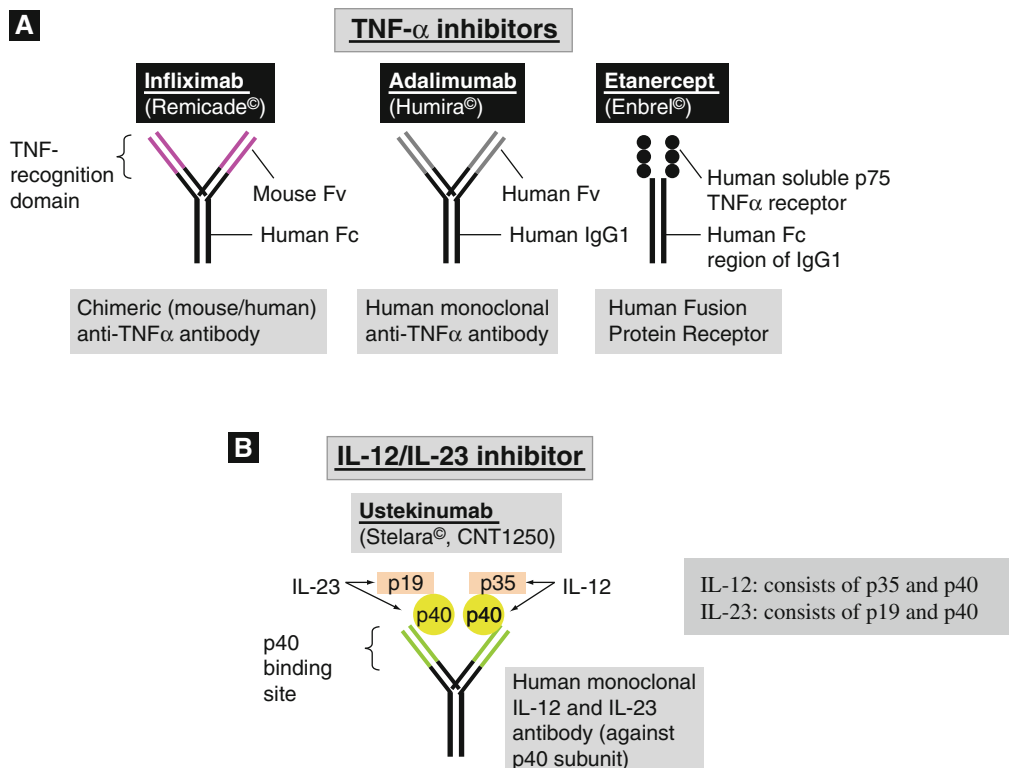 A
TNF-α inhibitors
Infliximab
(Remicade©)
Adalimumab
(Humira©)
Etanercept
(Enbrel©)
TNF-
recognition
domain
Mouse Fv
Human Fc
Human Fv
Human IgG1
Human soluble p75
TNFα receptor
Human Fc
region of IgG1
Chimeric (mouse/human)
anti-TNFα antibody
Human monoclonal
anti-TNFα antibody
Human Fusion
Protein Receptor
B
IL-12/IL-23 inhibitor
Ustekinumab
(Stelara©, CNT1250)
IL-23
p19
p35
IL-12
p40
p40
p40
binding
site
IL-12: consists of p35 and p40
IL-23: consists of p19 and p40
Human monoclonal
IL-12 and IL-23
antibody (against
p40 subunit)